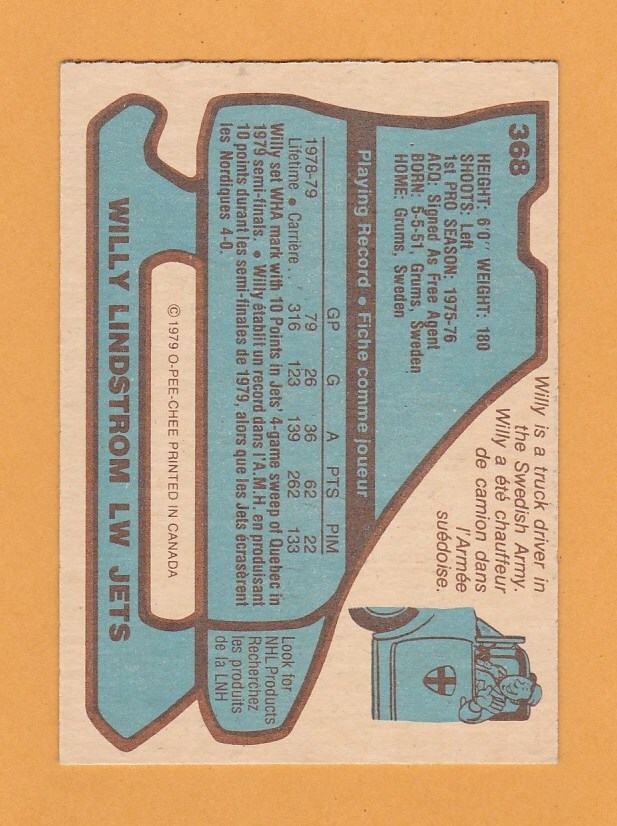 368
HEIGHT: 6'0" WEIGHT: 180
SHOOTS: Left
1st PRO SEASON: 1975-76
ACQ: Signed As Free Agent
BORN: 5-5-51, Grums, Sweden
HOME: Grums, Sweden
Willy is a truck driver in
the Swedish Army.
Willy a été chauffeur
de camion dans
l'Armée
suédoise.
Playing Record • Fiche comme joueur
GP G A PTS PIM
1978-79 79 26 36 62 22
Lifetime • Carrière . . 316 123 139 262 133
Willy set WHA mark with 10 Points in Jets' 4-game sweep of Quebec in
1979 semi-finals. • Willy établit un record dans l'A.M.H. en produisant
10 points durant les semi-finales de 1979, alors que les Jets écrasèrent
les Nordiques 4-0.
Look for
NHL Products
Recherchez
les produits
de la LNH
© 1979 O-PEE-CHEE PRINTED IN CANADA
WILLY LINDSTROM LW JETS